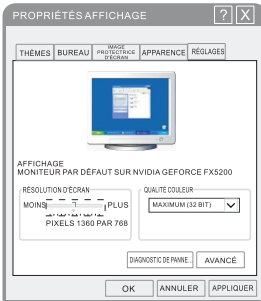 PROPRIÉTÉS AFFICHAGE ? X
THÈMES BUREAU IMAGE PROTECTRICE D'ÉCRAN APPARENCE RÉGLAGES
AFFICHAGE
MONITEUR PAR DÉFAUT SUR NVIDIA GEFORCE FX5200
RÉSOLUTION D'ÉCRAN QUALITÉ COULEUR
MOINS PLUS MAXIMUM (32 BIT)
PIXELS 1360 PAR 768
DIAGNOSTIC DE PANNE... AVANCÉ
OK ANNULER APPLIQUER